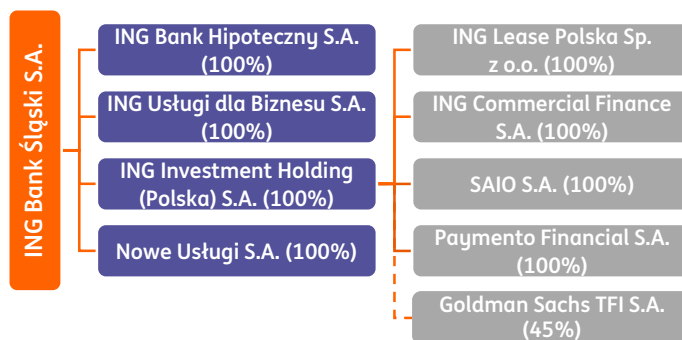 ING Bank Śląski S.A.
ING Bank Hipoteczny S.A.
(100%)
ING Usługi dla Biznesu S.A.
(100%)
ING Investment Holding
(Polska) S.A. (100%)
Nowe Usługi S.A. (100%)
ING Lease Polska Sp.
z o.o. (100%)
ING Commercial Finance
S.A. (100%)
SAIO S.A. (100%)
Paymento Financial S.A.
(100%)
Goldman Sachs TFI S.A.
(45%)